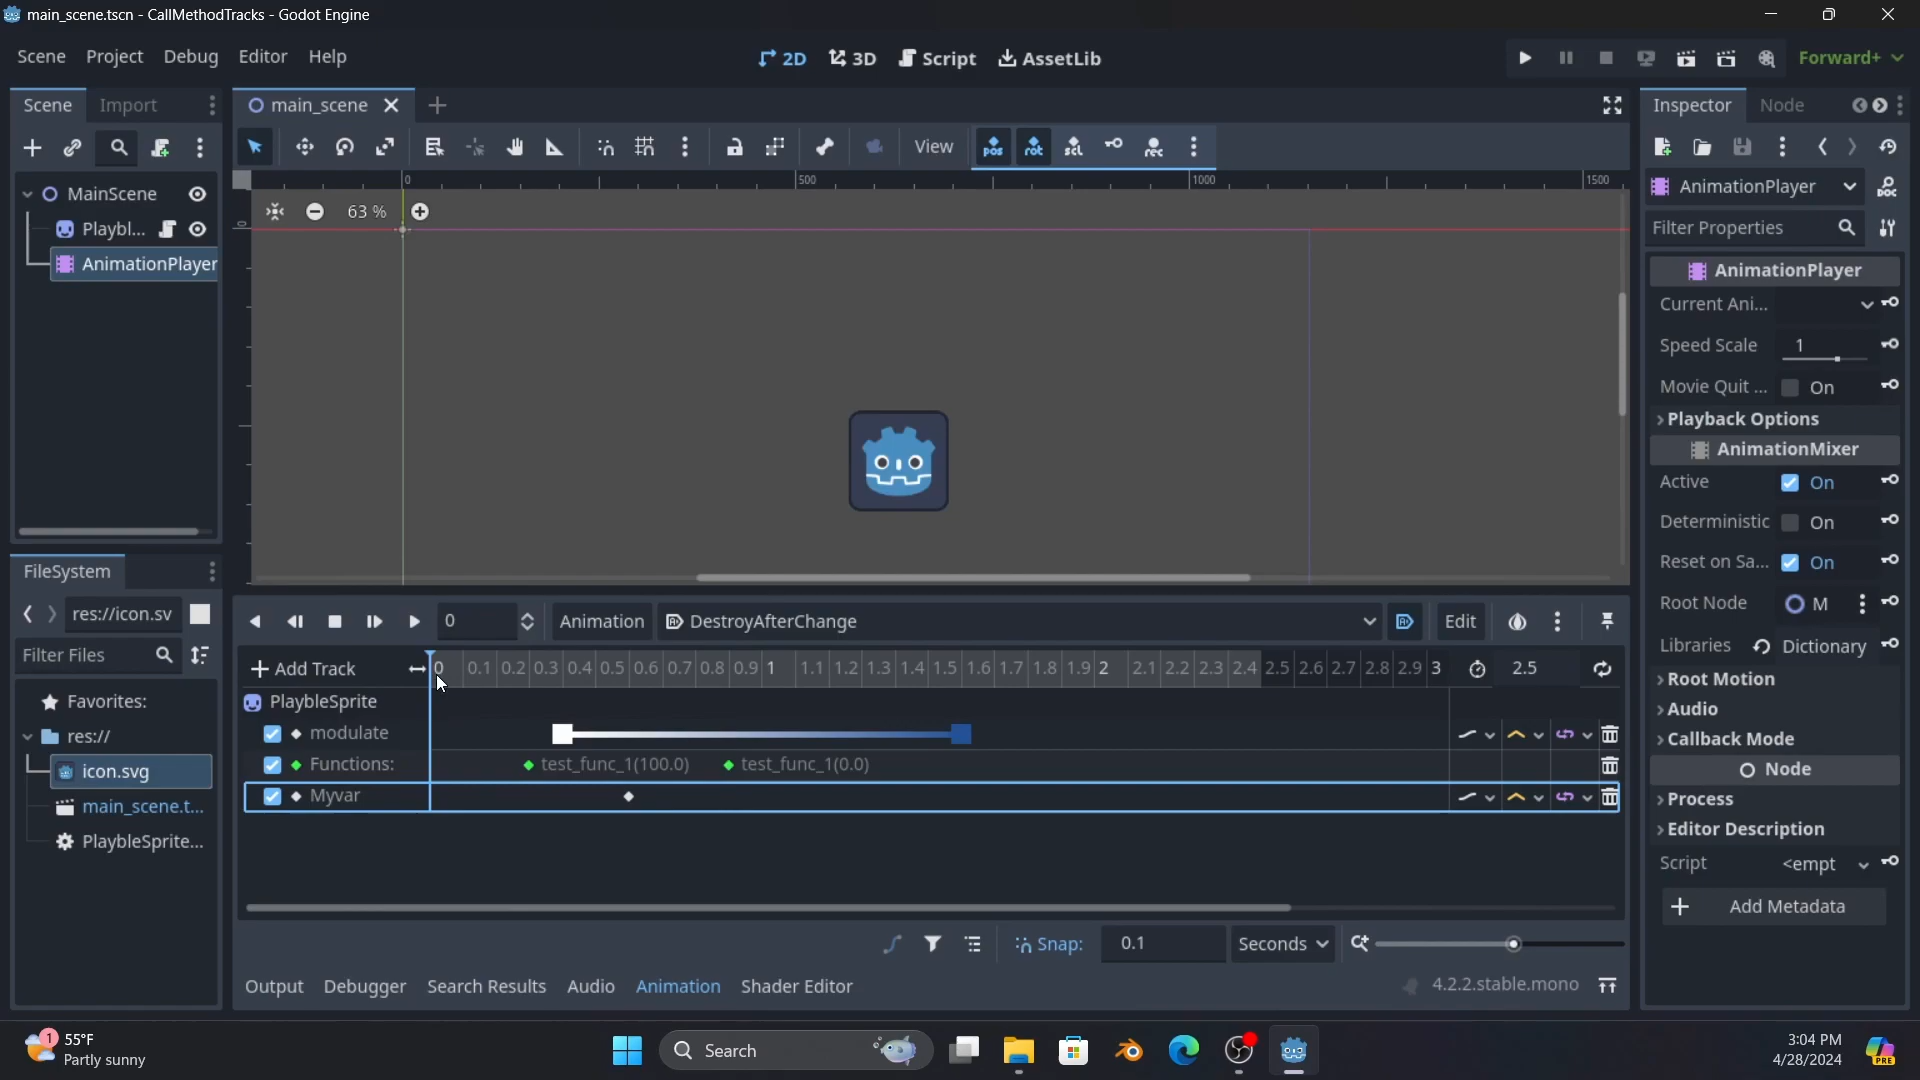 main_scene.tscn - CallMethodTracks - Godot Engine
Scene Project Debug Editor Help
2D 3D Script AssetLib
Forward+
Scene Import
main_scene
Inspector Node
View
MainScene
Playbl...
AnimationPlayer
0 500 1000 1500
0
63 %
AnimationPlayer
Filter Properties
AnimationPlayer
Current Ani...
Speed Scale 1
Movie Quit ... On
Playback Options
AnimationMixer
Active On
Deterministic On
Reset on Sa... On
Root Node M
Libraries Dictionary
Root Motion
Audio
Callback Mode
Node
Process
Editor Description
Script <empt
Add Metadata
FileSystem
res://icon.sv
Filter Files
Favorites:
res://
icon.svg
main_scene.t...
PlaybleSprite...
0 Animation DestroyAfterChange Edit
Add Track 0 0.1 0.2 0.3 0.4 0.5 0.6 0.7 0.8 0.9 1 1.1 1.2 1.3 1.4 1.5 1.6 1.7 1.8 1.9 2 2.1 2.2 2.3 2.4 2.5 2.6 2.7 2.8 2.9 3 2.5
PlaybleSprite
modulate
Functions: test_func_1(100.0) test_func_1(0.0)
Myvar
Snap: 0.1 Seconds
Output Debugger Search Results Audio Animation Shader Editor 4.2.2.stable.mono
1 55°F
Partly sunny
Search
3:04 PM
4/28/2024
PRE